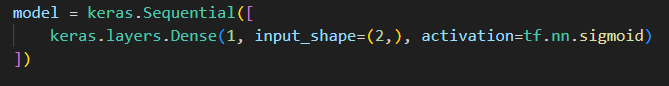 model = keras.Sequential([
    keras.layers.Dense(1, input_shape=(2,), activation=tf.nn.sigmoid)
])